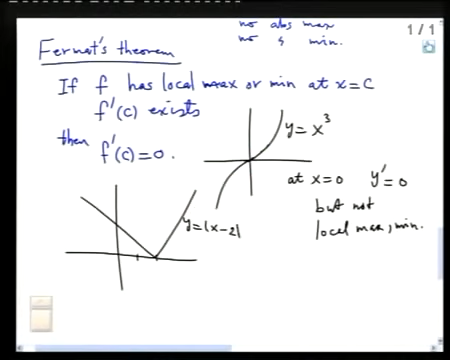 no abs max
no 〃 min.
1 / 1
Fermat's theorem
If f has local max or min at x=c
f'(c) exists
then f'(c)=0.
y=x³
at x=0 y'=0
but not
local max, min.
y=|x-2|